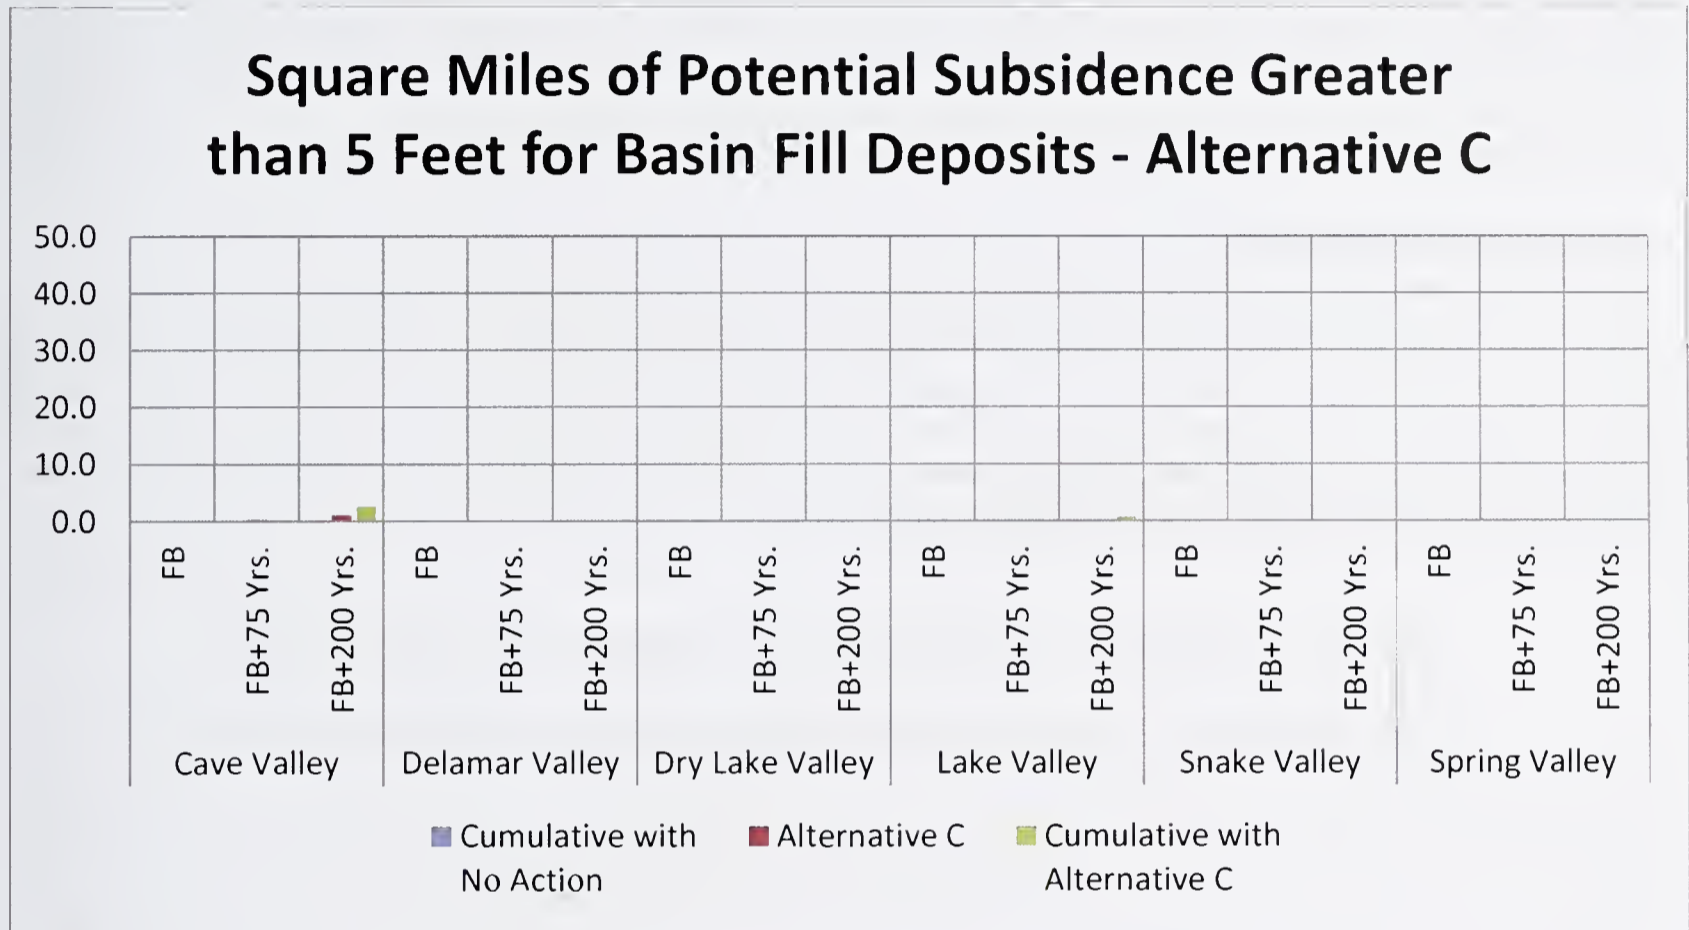 Square Miles of Potential Subsidence Greater
than 5 Feet for Basin Fill Deposits - Alternative C
50.0
40.0
30.0
20.0
10.0
0.0
FB
FB+75 Yrs.
FB+200 Yrs.
FB
FB+75 Yrs.
FB+200 Yrs.
FB
FB+75 Yrs.
FB+200 Yrs.
FB
FB+75 Yrs.
FB+200 Yrs.
FB
FB+75 Yrs.
FB+200 Yrs.
FB
FB+75 Yrs.
FB+200 Yrs.
Cave Valley
Delamar Valley
Dry Lake Valley
Lake Valley
Snake Valley
Spring Valley
Cumulative with
No Action
Alternative C
Cumulative with
Alternative C